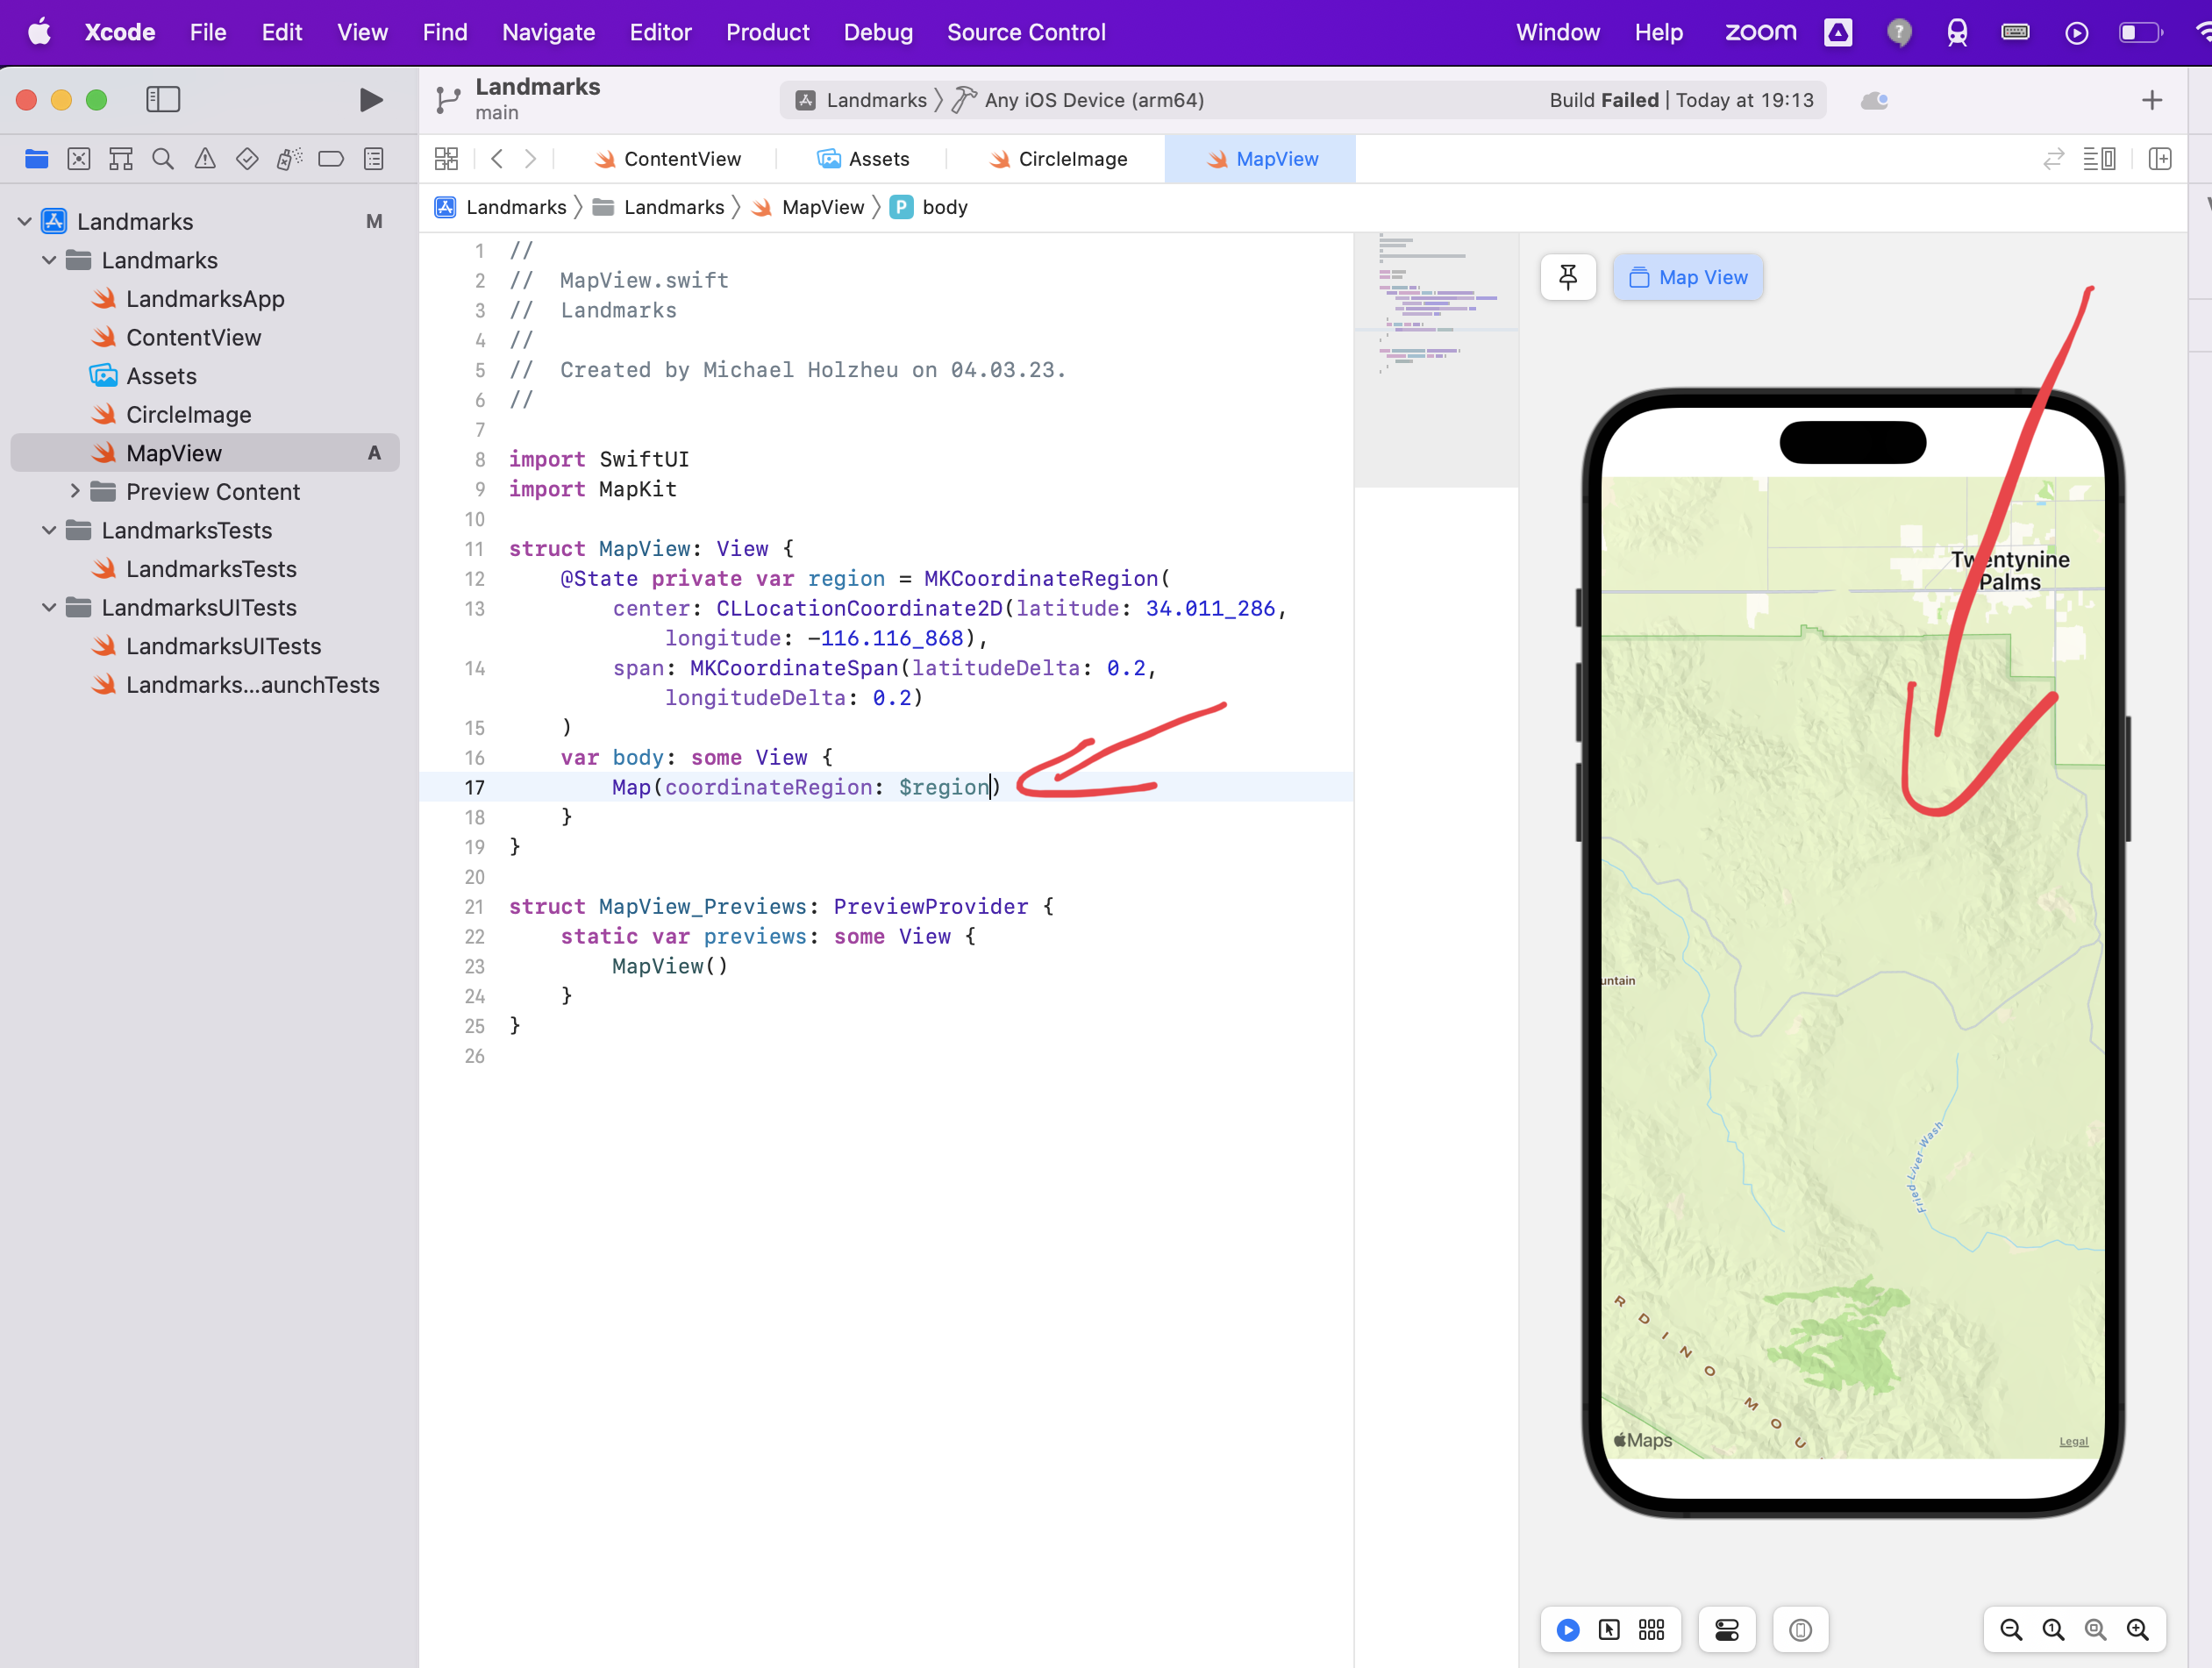 Xcode File Edit View Find Navigate Editor Product Debug Source Control Window Help zoom
Landmarks
main
Landmarks Any iOS Device (arm64) Build Failed | Today at 19:13
ContentView Assets CircleImage MapView
Landmarks Landmarks MapView P body
Landmarks M
Landmarks
LandmarksApp
ContentView
Assets
CircleImage
MapView A
Preview Content
LandmarksTests
LandmarksTests
LandmarksUITests
LandmarksUITests
Landmarks...aunchTests
1 //
2 //  MapView.swift
3 //  Landmarks
4 //
5 //  Created by Michael Holzheu on 04.03.23.
6 //
7
8 import SwiftUI
9 import MapKit
10
11 struct MapView: View {
12     @State private var region = MKCoordinateRegion(
13         center: CLLocationCoordinate2D(latitude: 34.011_286,
            longitude: -116.116_868),
14         span: MKCoordinateSpan(latitudeDelta: 0.2,
            longitudeDelta: 0.2)
15     )
16     var body: some View {
17         Map(coordinateRegion: $region)
18     }
19 }
20
21 struct MapView_Previews: PreviewProvider {
22     static var previews: some View {
23         MapView()
24     }
25 }
26
Map View
Twentynine
Palms
untain
Fried Liver Wash
RDINO MOU
Maps
Legal